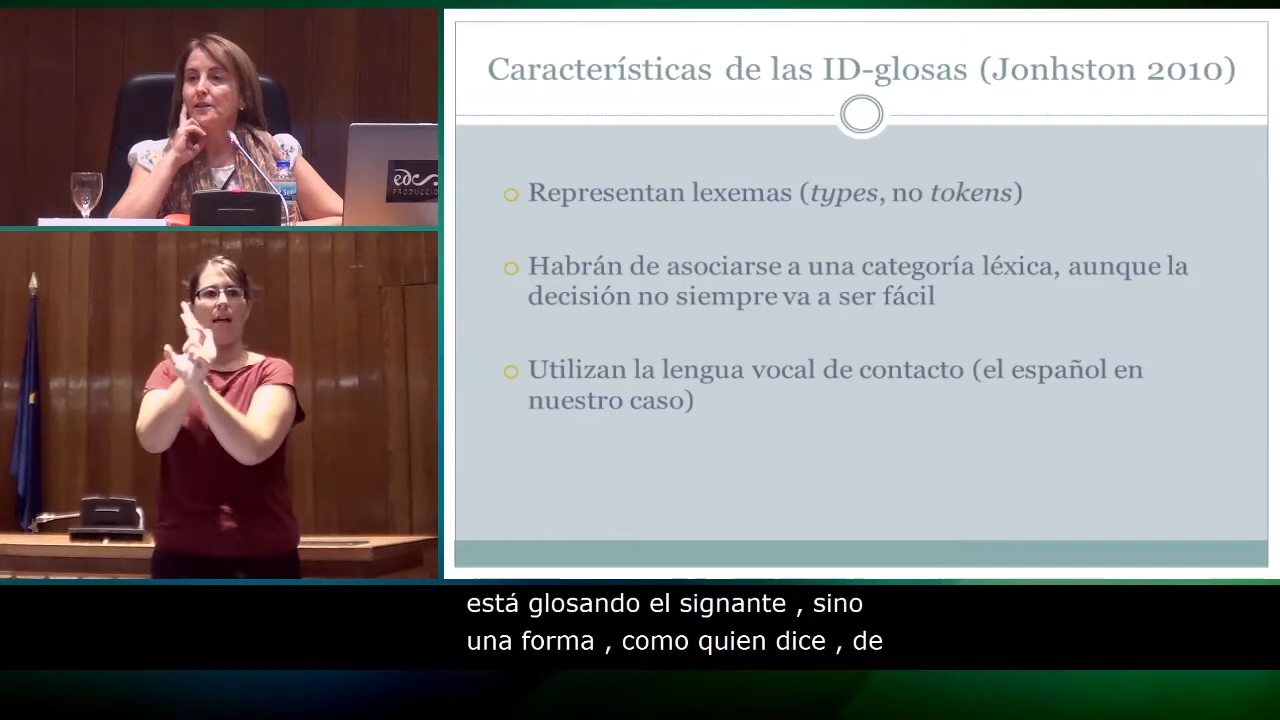 Características de las ID-glosas (Jonhston 2010)
Representan lexemas (types, no tokens)
Habrán de asociarse a una categoría léxica, aunque la
decisión no siempre va a ser fácil
Utilizan la lengua vocal de contacto (el español en
nuestro caso)
está glosando el signante , sino
una forma , como quien dice , de